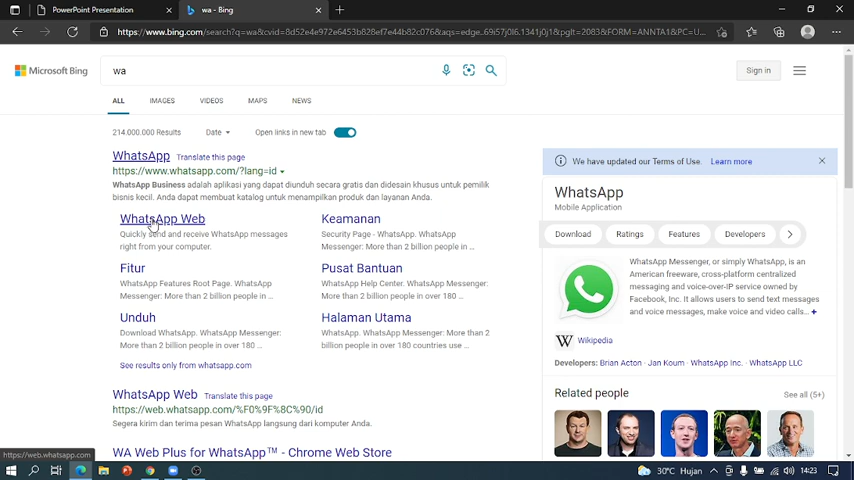 PowerPoint Presentation
wa - Bing
https://www.bing.com/search?q=wa&cvid=8d52e4e972e6453b828ef7e44b82c076&aqs=edge..69i57j0l6.1341j0j1&pglt=2083&FORM=ANNTA1&PC=U...
Microsoft Bing
wa
Sign in
ALL
IMAGES
VIDEOS
MAPS
NEWS
214.000.000 Results
Date
Open links in new tab
WhatsApp Translate this page
https://www.whatsapp.com/?lang=id
WhatsApp Business adalah aplikasi yang dapat diunduh secara gratis dan didesain khusus untuk pemilik
bisnis kecil. Anda dapat membuat katalog untuk menampilkan produk dan layanan Anda.
WhatsApp Web
Quickly send and receive WhatsApp messages
right from your computer.
Keamanan
Security Page - WhatsApp. WhatsApp
Messenger: More than 2 billion people in ...
Fitur
WhatsApp Features Root Page. WhatsApp
Messenger: More than 2 billion people in ...
Pusat Bantuan
WhatsApp Help Center. WhatsApp Messenger:
More than 2 billion people in over 180 ...
Unduh
Download WhatsApp. WhatsApp Messenger:
More than 2 billion people in over 180 ...
Halaman Utama
WhatsApp. WhatsApp Messenger: More than 2
billion people in over 180 countries use ...
See results only from whatsapp.com
WhatsApp Web Translate this page
https://web.whatsapp.com/%F0%9F%8C%90/id
Segera kirim dan terima pesan WhatsApp langsung dari komputer Anda.
WA Web Plus for WhatsApp™ - Chrome Web Store
We have updated our Terms of Use. Learn more
WhatsApp
Mobile Application
Download
Ratings
Features
Developers
WhatsApp Messenger, or simply WhatsApp, is an
American freeware, cross-platform centralized
messaging and voice-over-IP service owned by
Facebook, Inc. It allows users to send text messages
and voice messages, make voice and video calls... +
Wikipedia
Developers: Brian Acton · Jan Koum · WhatsApp Inc. · WhatsApp LLC
Related people
See all (5+)
https://web.whatsapp.com
30°C Hujan
14:23